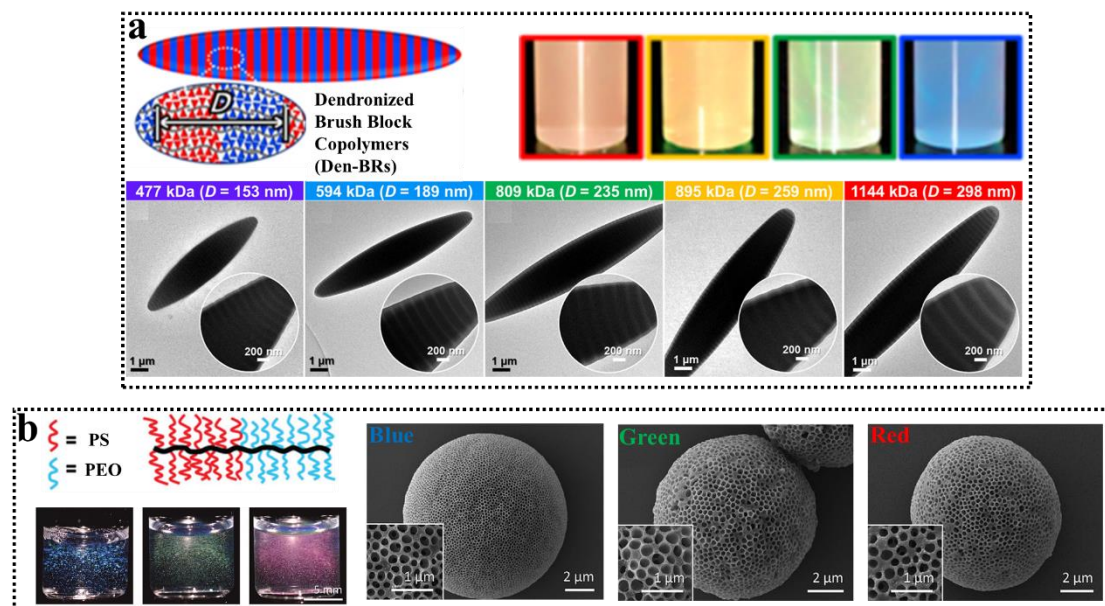 a
D
Dendronized
Brush Block
Copolymers
(Den-BRs)
477 kDa (D = 153 nm)
594 kDa (D = 189 nm)
809 kDa (D = 235 nm)
895 kDa (D = 259 nm)
1144 kDa (D = 298 nm)
1 μm
200 nm
1 μm
200 nm
1 μm
200 nm
1 μm
200 nm
1 μm
200 nm
b
= PS
= PEO
5 mm
Blue
1 μm
2 μm
Green
1 μm
2 μm
Red
1 μm
2 μm